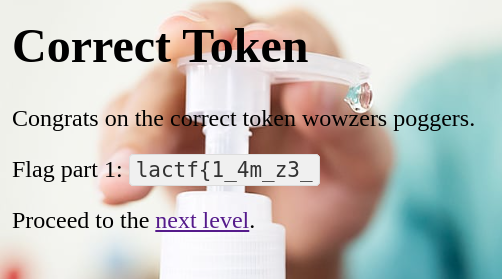 Correct Token
Congrats on the correct token wowzers poggers.
Flag part 1: lactf{1_4m_z3_
Proceed to the next level.